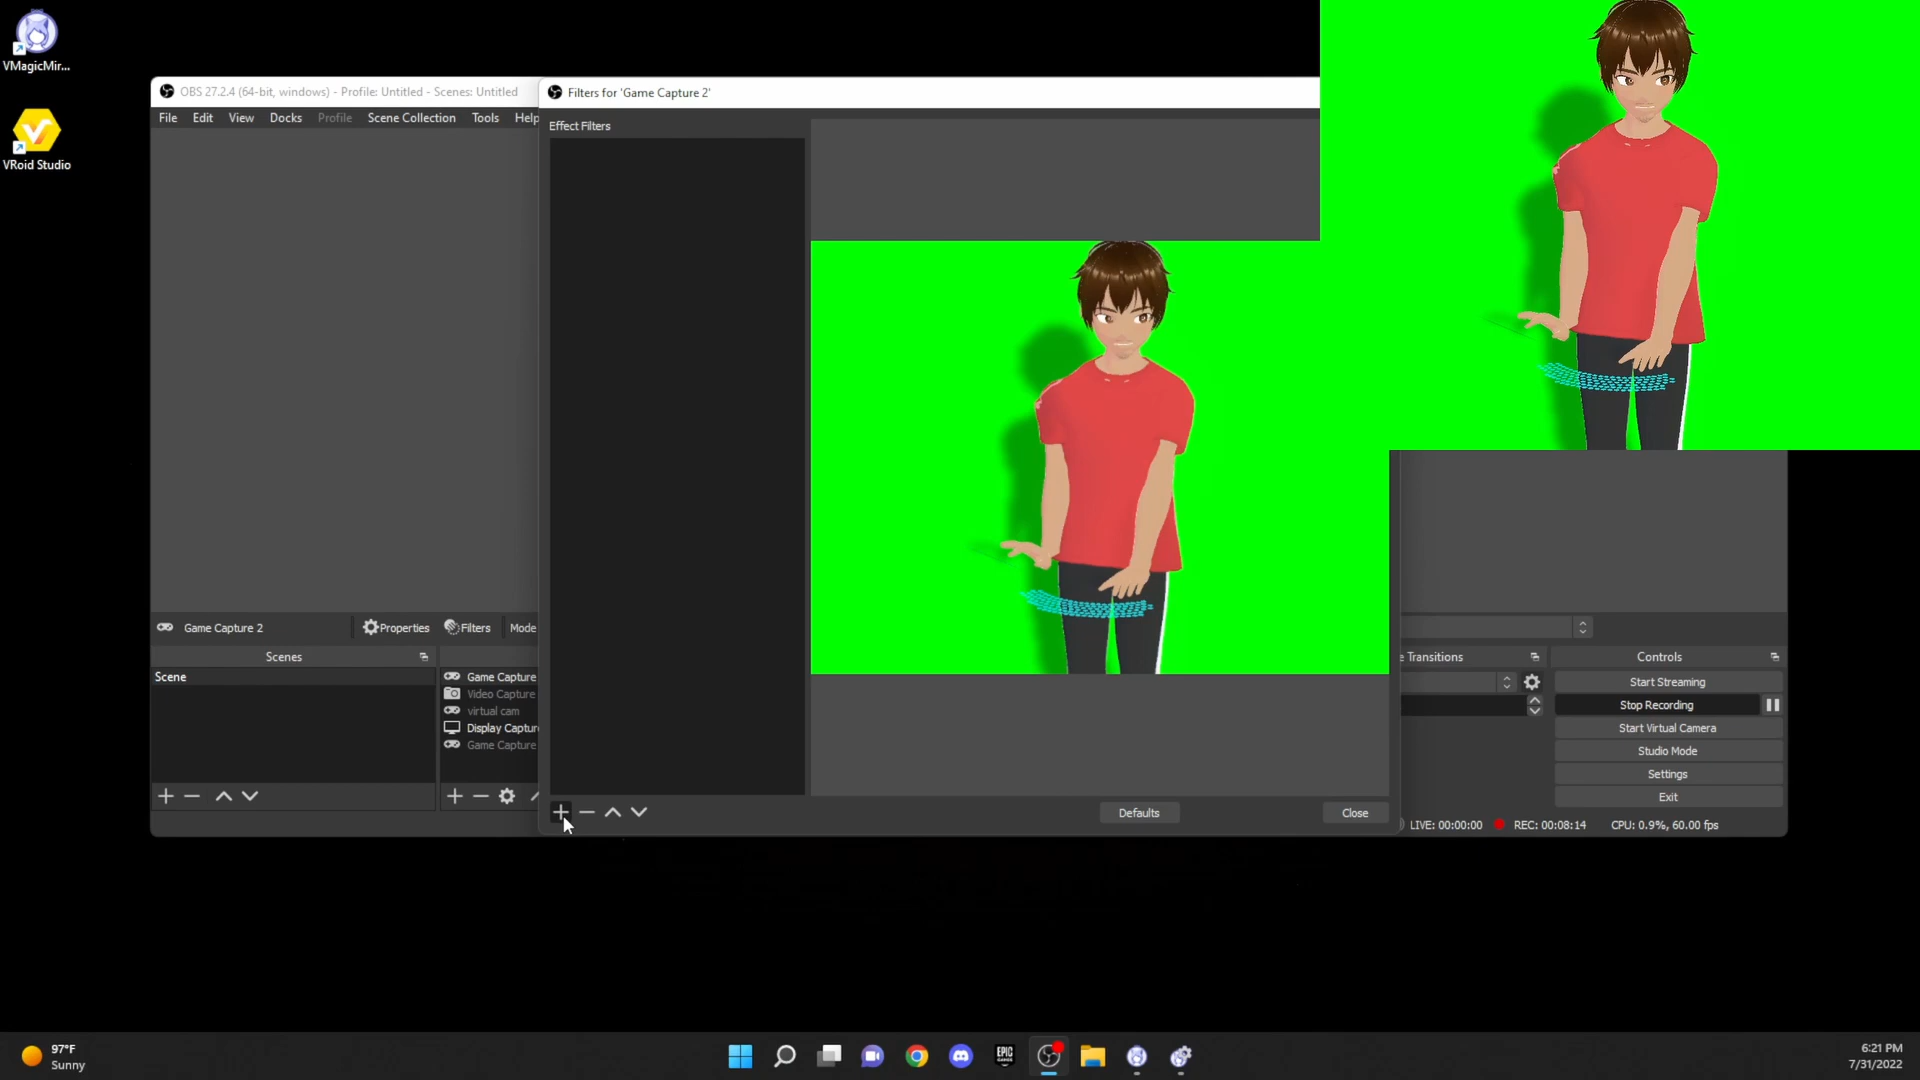 VMagicMir...
VRoid Studio
OBS 27.2.4 (64-bit, windows) - Profile: Untitled - Scenes: Untitled
File Edit View Docks Profile Scene Collection Tools Help
Filters for 'Game Capture 2'
Effect Filters
Game Capture 2
Properties
Filters
Mode
Scenes
Scene
Game Capture
Video Capture
virtual cam
Display Captur
Game Capture
Defaults
Close
e Transitions
Controls
Start Streaming
Stop Recording
Start Virtual Camera
Studio Mode
Settings
Exit
LIVE: 00:00:00
REC: 00:08:14
CPU: 0.9%, 60.00 fps
97°F
Sunny
EPIC
GAMES
6:21 PM
7/31/2022